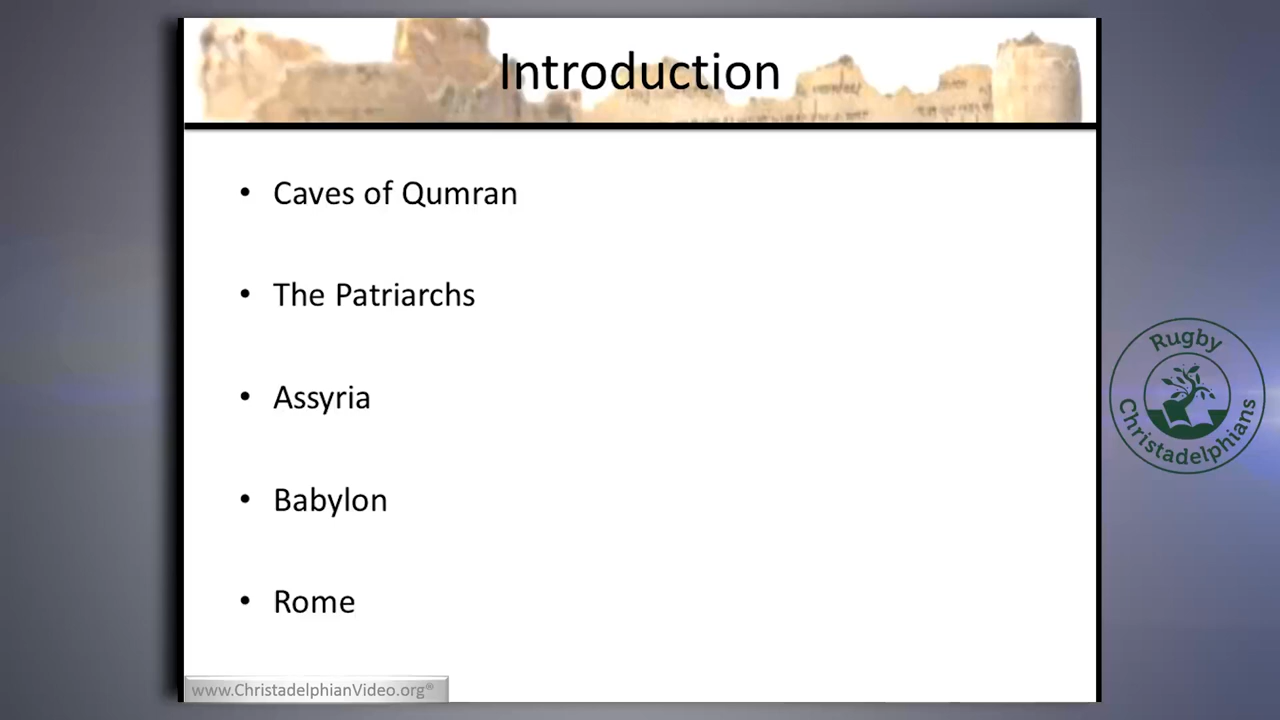 Introduction
• Caves of Qumran
• The Patriarchs
• Assyria
• Babylon
• Rome
www.ChristadelphianVideo.org®
Rugby
Christadelphians